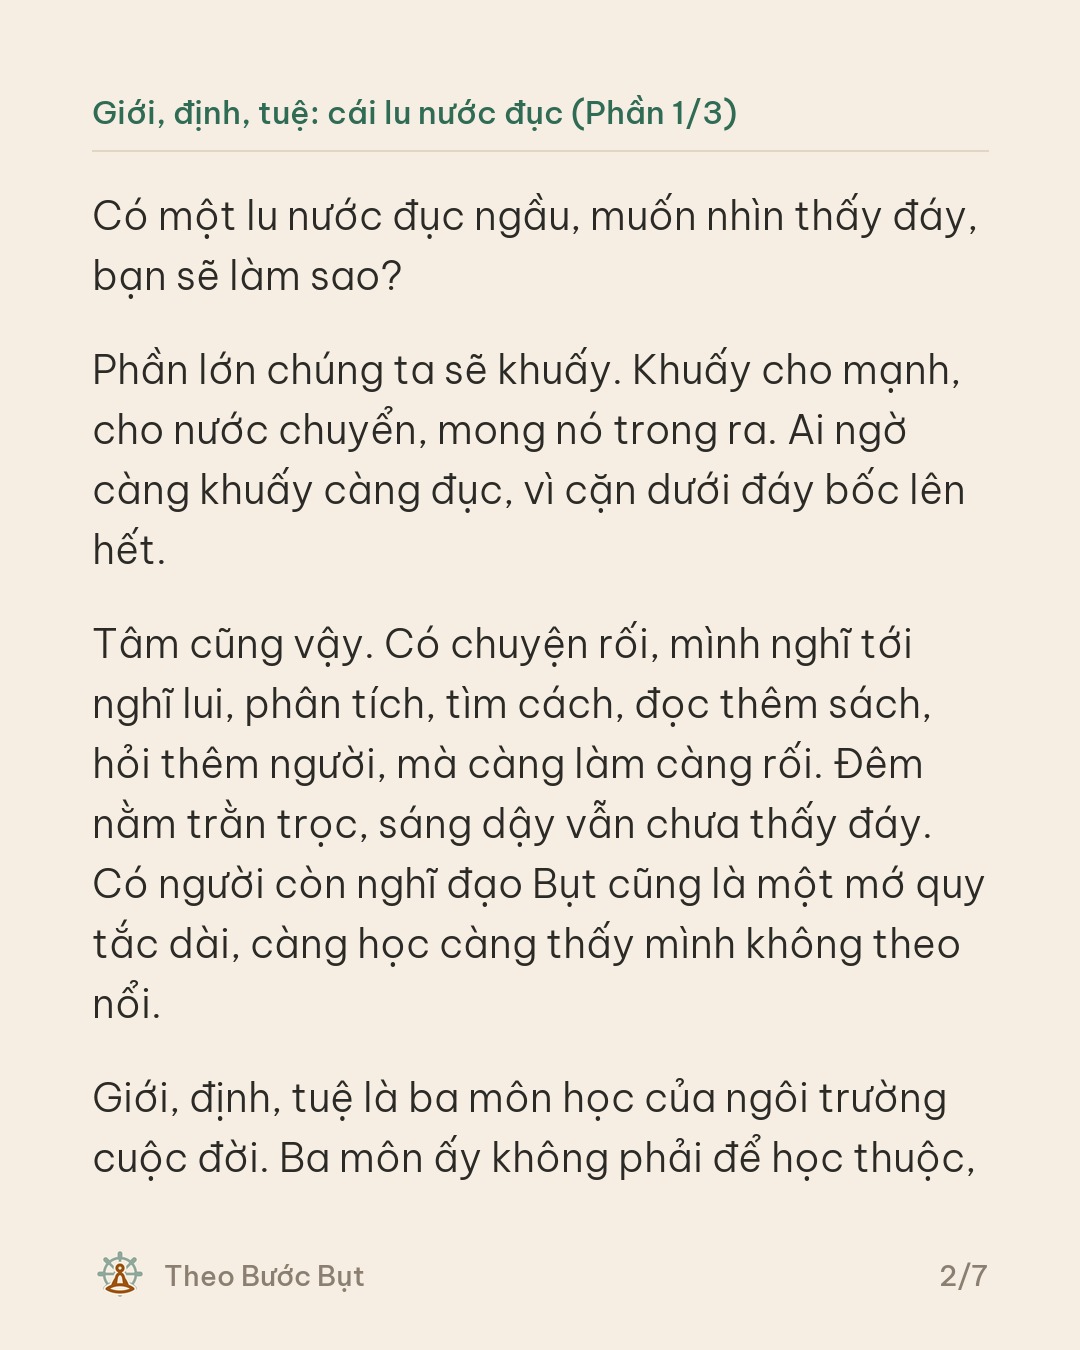 Giới, định, tuệ: cái lu nước đục (Phần 1/3)
Có một lu nước đục ngầu, muốn nhìn thấy đáy,
bạn sẽ làm sao?
Phần lớn chúng ta sẽ khuấy. Khuấy cho mạnh,
cho nước chuyển, mong nó trong ra. Ai ngờ
càng khuấy càng đục, vì cặn dưới đáy bốc lên
hết.
Tâm cũng vậy. Có chuyện rối, mình nghĩ tới
nghĩ lui, phân tích, tìm cách, đọc thêm sách,
hỏi thêm người, mà càng làm càng rối. Đêm
nằm trằn trọc, sáng dậy vẫn chưa thấy đáy.
Có người còn nghĩ đạo Bụt cũng là một mớ quy
tắc dài, càng học càng thấy mình không theo
nổi.
Giới, định, tuệ là ba môn học của ngôi trường
cuộc đời. Ba môn ấy không phải để học thuộc,
Theo Bước Bụt
2/7